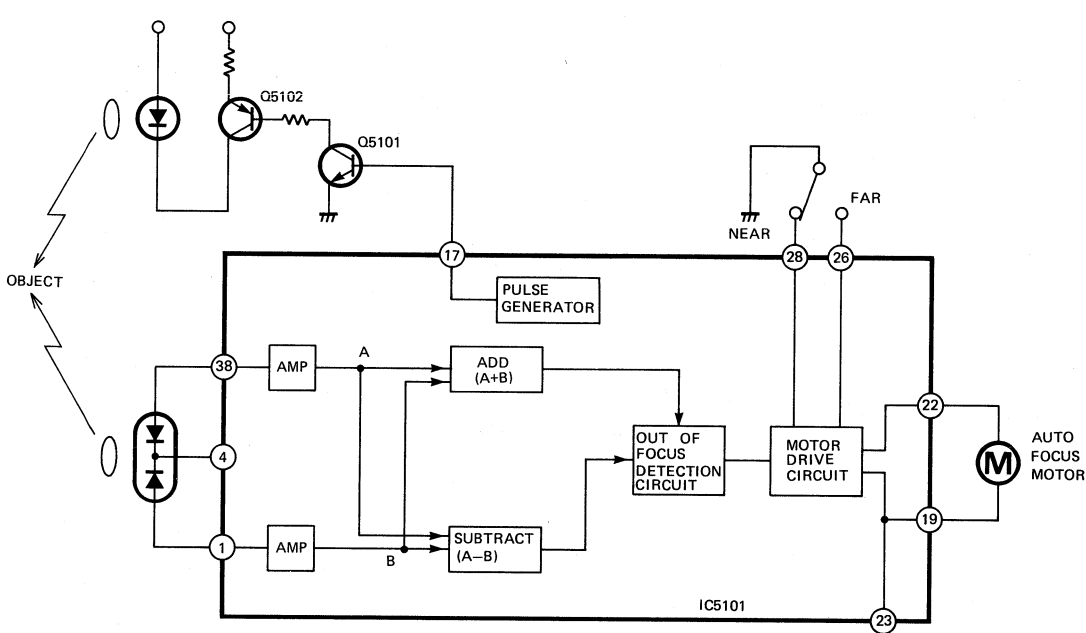 Q5102
Q5101
FAR
NEAR
17
28
26
OBJECT
PULSE
GENERATOR
38
AMP
A
ADD
(A+B)
22
AUTO
FOCUS
MOTOR
M
OUT OF
FOCUS
DETECTION
CIRCUIT
MOTOR
DRIVE
CIRCUIT
4
19
1
AMP
B
SUBTRACT
(A−B)
IC5101
23